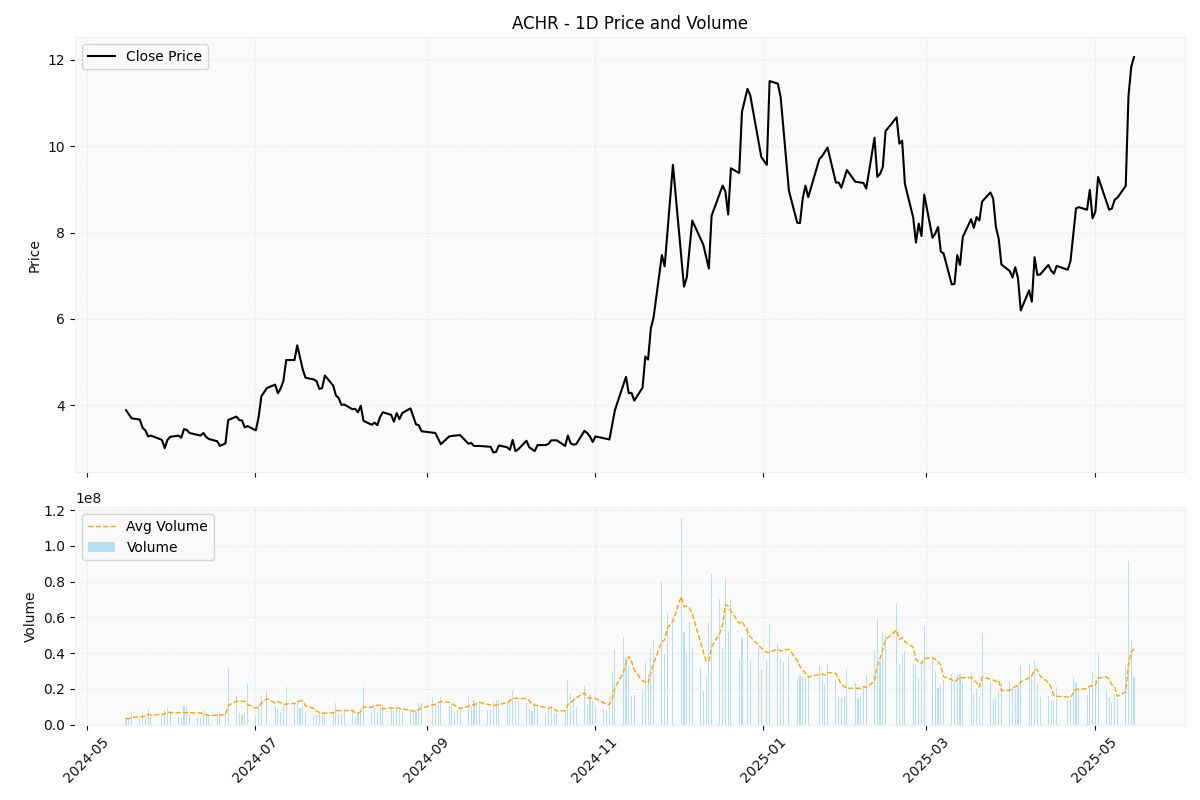 ACHR - 1D Price and Volume
Close Price
12
10
8
6
4
Price
1e8
Avg Volume
Volume
1.2
1.0
0.8
0.6
0.4
0.2
0.0
Volume
2024-05
2024-07
2024-09
2024-11
2025-01
2025-03
2025-05